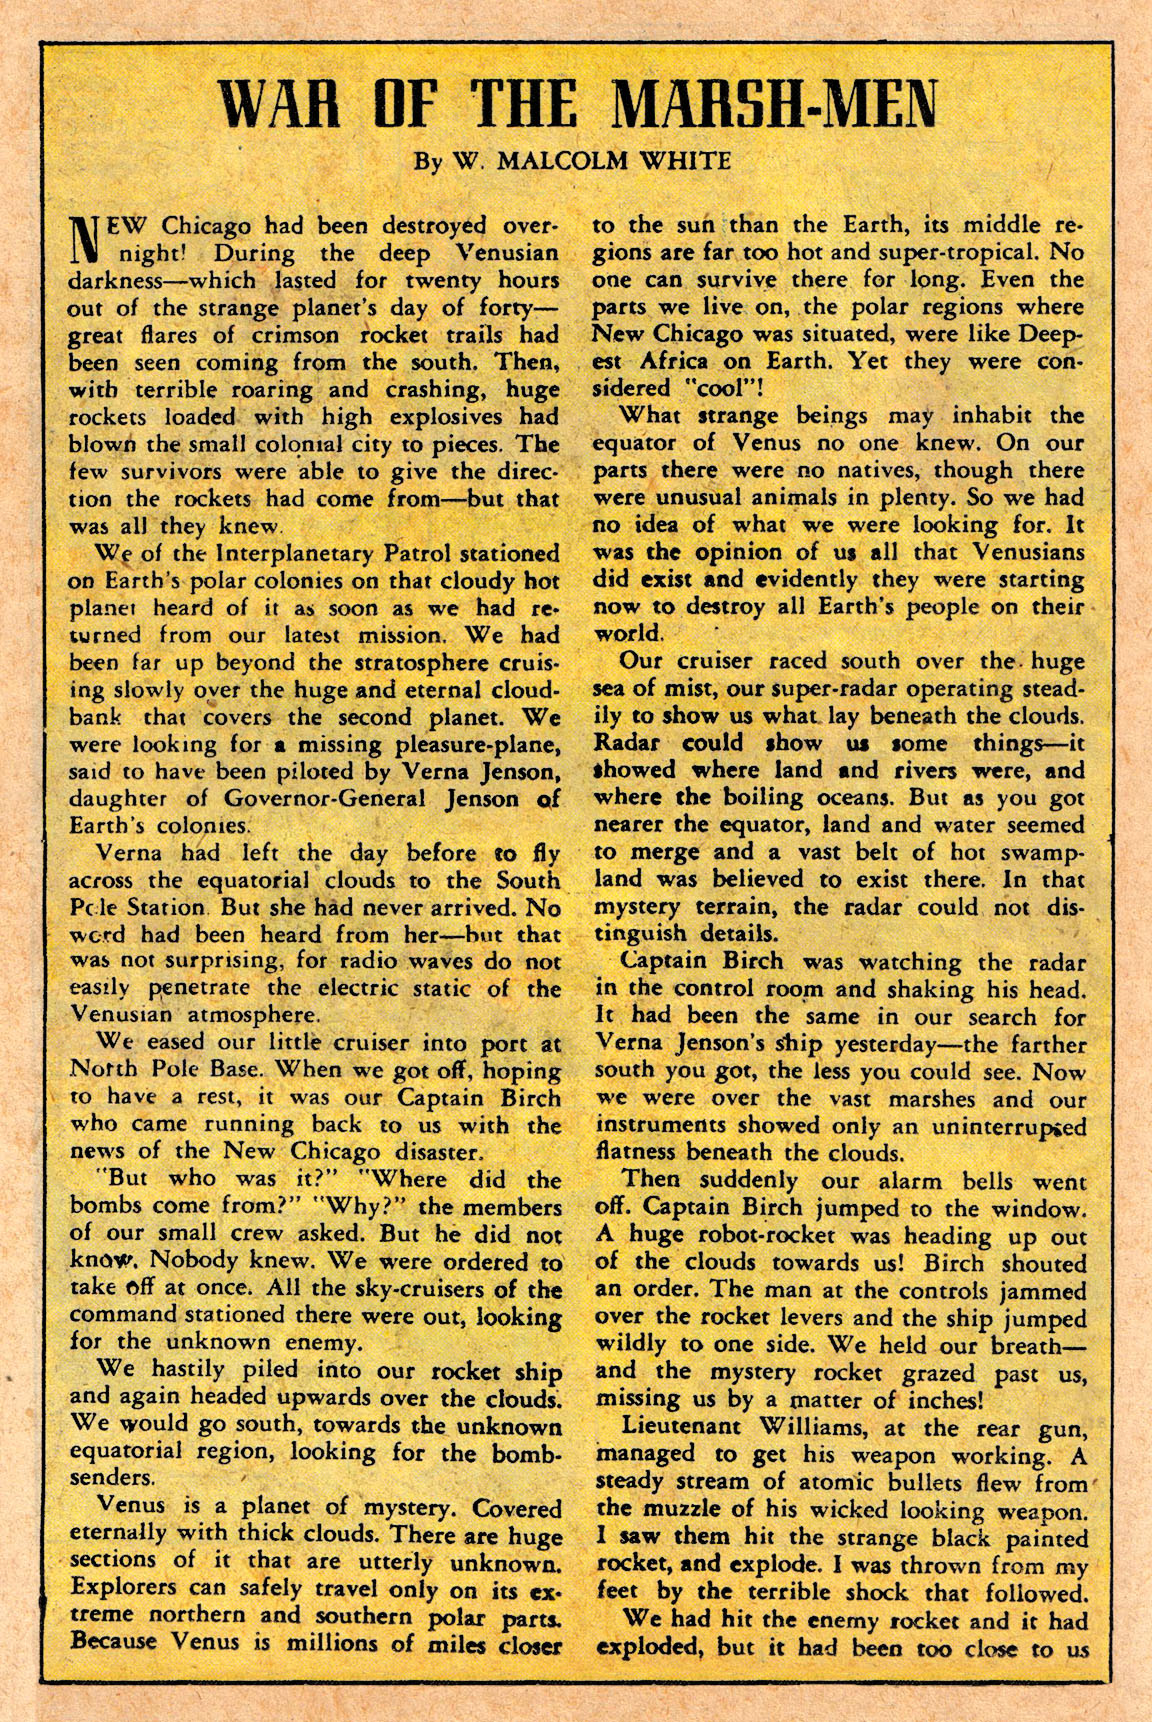 WAR OF THE MARSH-MEN
By W. MALCOLM WHITE
NEW Chicago had been destroyed over-
night! During the deep Venusian
darkness—which lasted for twenty hours
out of the strange planet's day of forty—
great flares of crimson rocket trails had
been seen coming from the south. Then,
with terrible roaring and crashing, huge
rockets loaded with high explosives had
blown the small colonial city to pieces. The
few survivors were able to give the direc-
tion the rockets had come from—but that
was all they knew.
We of the Interplanetary Patrol stationed
on Earth's polar colonies on that cloudy hot
planet heard of it as soon as we had re-
turned from our latest mission. We had
been far up beyond the stratosphere cruis-
ing slowly over the huge and eternal cloud-
bank that covers the second planet. We
were looking for a missing pleasure-plane,
said to have been piloted by Verna Jenson,
daughter of Governor-General Jenson of
Earth's colonies.
Verna had left the day before to fly
across the equatorial clouds to the South
Pole Station. But she had never arrived. No
word had been heard from her—but that
was not surprising, for radio waves do not
easily penetrate the electric static of the
Venusian atmosphere.
We eased our little cruiser into port at
North Pole Base. When we got off, hoping
to have a rest, it was our Captain Birch
who came running back to us with the
news of the New Chicago disaster.
"But who was it?" "Where did the
bombs come from?" "Why?" the members
of our small crew asked. But he did not
know. Nobody knew. We were ordered to
take off at once. All the sky-cruisers of the
command stationed there were out, looking
for the unknown enemy.
We hastily piled into our rocket ship
and again headed upwards over the clouds.
We would go south, towards the unknown
equatorial region, looking for the bomb-
senders.
Venus is a planet of mystery. Covered
eternally with thick clouds. There are huge
sections of it that are utterly unknown.
Explorers can safely travel only on its ex-
treme northern and southern polar parts.
Because Venus is millions of miles closer
to the sun than the Earth, its middle re-
gions are far too hot and super-tropical. No
one can survive there for long. Even the
parts we live on, the polar regions where
New Chicago was situated, were like Deep-
est Africa on Earth. Yet they were con-
sidered "cool"!
What strange beings may inhabit the
equator of Venus no one knew. On our
parts there were no natives, though there
were unusual animals in plenty. So we had
no idea of what we were looking for. It
was the opinion of us all that Venusians
did exist and evidently they were starting
now to destroy all Earth's people on their
world.
Our cruiser raced south over the huge
sea of mist, our super-radar operating stead-
ily to show us what lay beneath the clouds.
Radar could show us some things—it
showed where land and rivers were, and
where the boiling oceans. But as you got
nearer the equator, land and water seemed
to merge and a vast belt of hot swamp-
land was believed to exist there. In that
mystery terrain, the radar could not dis-
tinguish details.
Captain Birch was watching the radar
in the control room and shaking his head.
It had been the same in our search for
Verna Jenson's ship yesterday—the farther
south you got, the less you could see. Now
we were over the vast marshes and our
instruments showed only an uninterrupted
flatness beneath the clouds.
Then suddenly our alarm bells went
off. Captain Birch jumped to the window.
A huge robot-rocket was heading up out
of the clouds towards us! Birch shouted
an order. The man at the controls jammed
over the rocket levers and the ship jumped
wildly to one side. We held our breath—
and the mystery rocket grazed past us,
missing us by a matter of inches!
Lieutenant Williams, at the rear gun,
managed to get his weapon working. A
steady stream of atomic bullets flew from
the muzzle of his wicked looking weapon.
I saw them hit the strange black painted
rocket, and explode. I was thrown from my
feet by the terrible shock that followed.
We had hit the enemy rocket and it had
exploded, but it had been too close to us